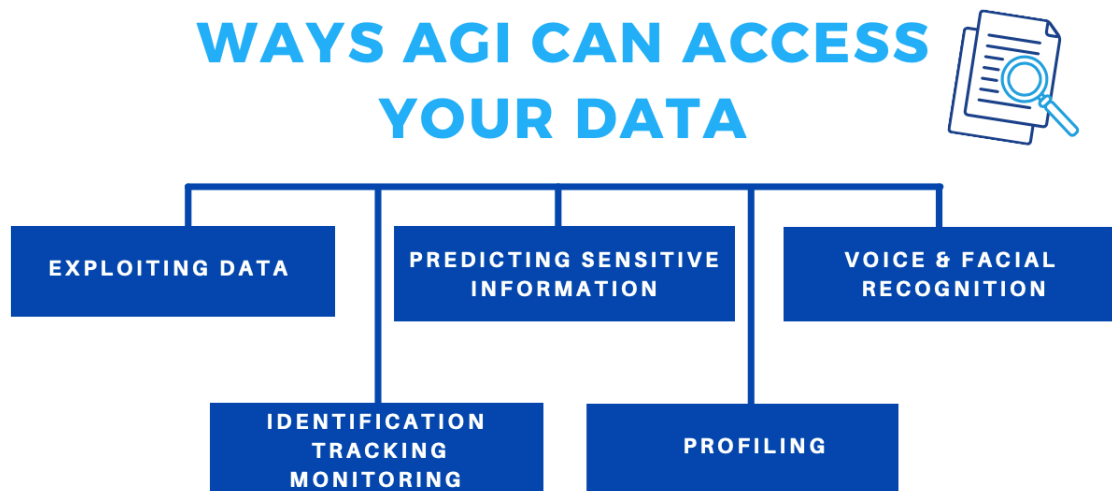 WAYS AGI CAN ACCESS
YOUR DATA
EXPLOITING DATA
PREDICTING SENSITIVE
INFORMATION
VOICE & FACIAL
RECOGNITION
IDENTIFICATION
TRACKING
MONITORING
PROFILING